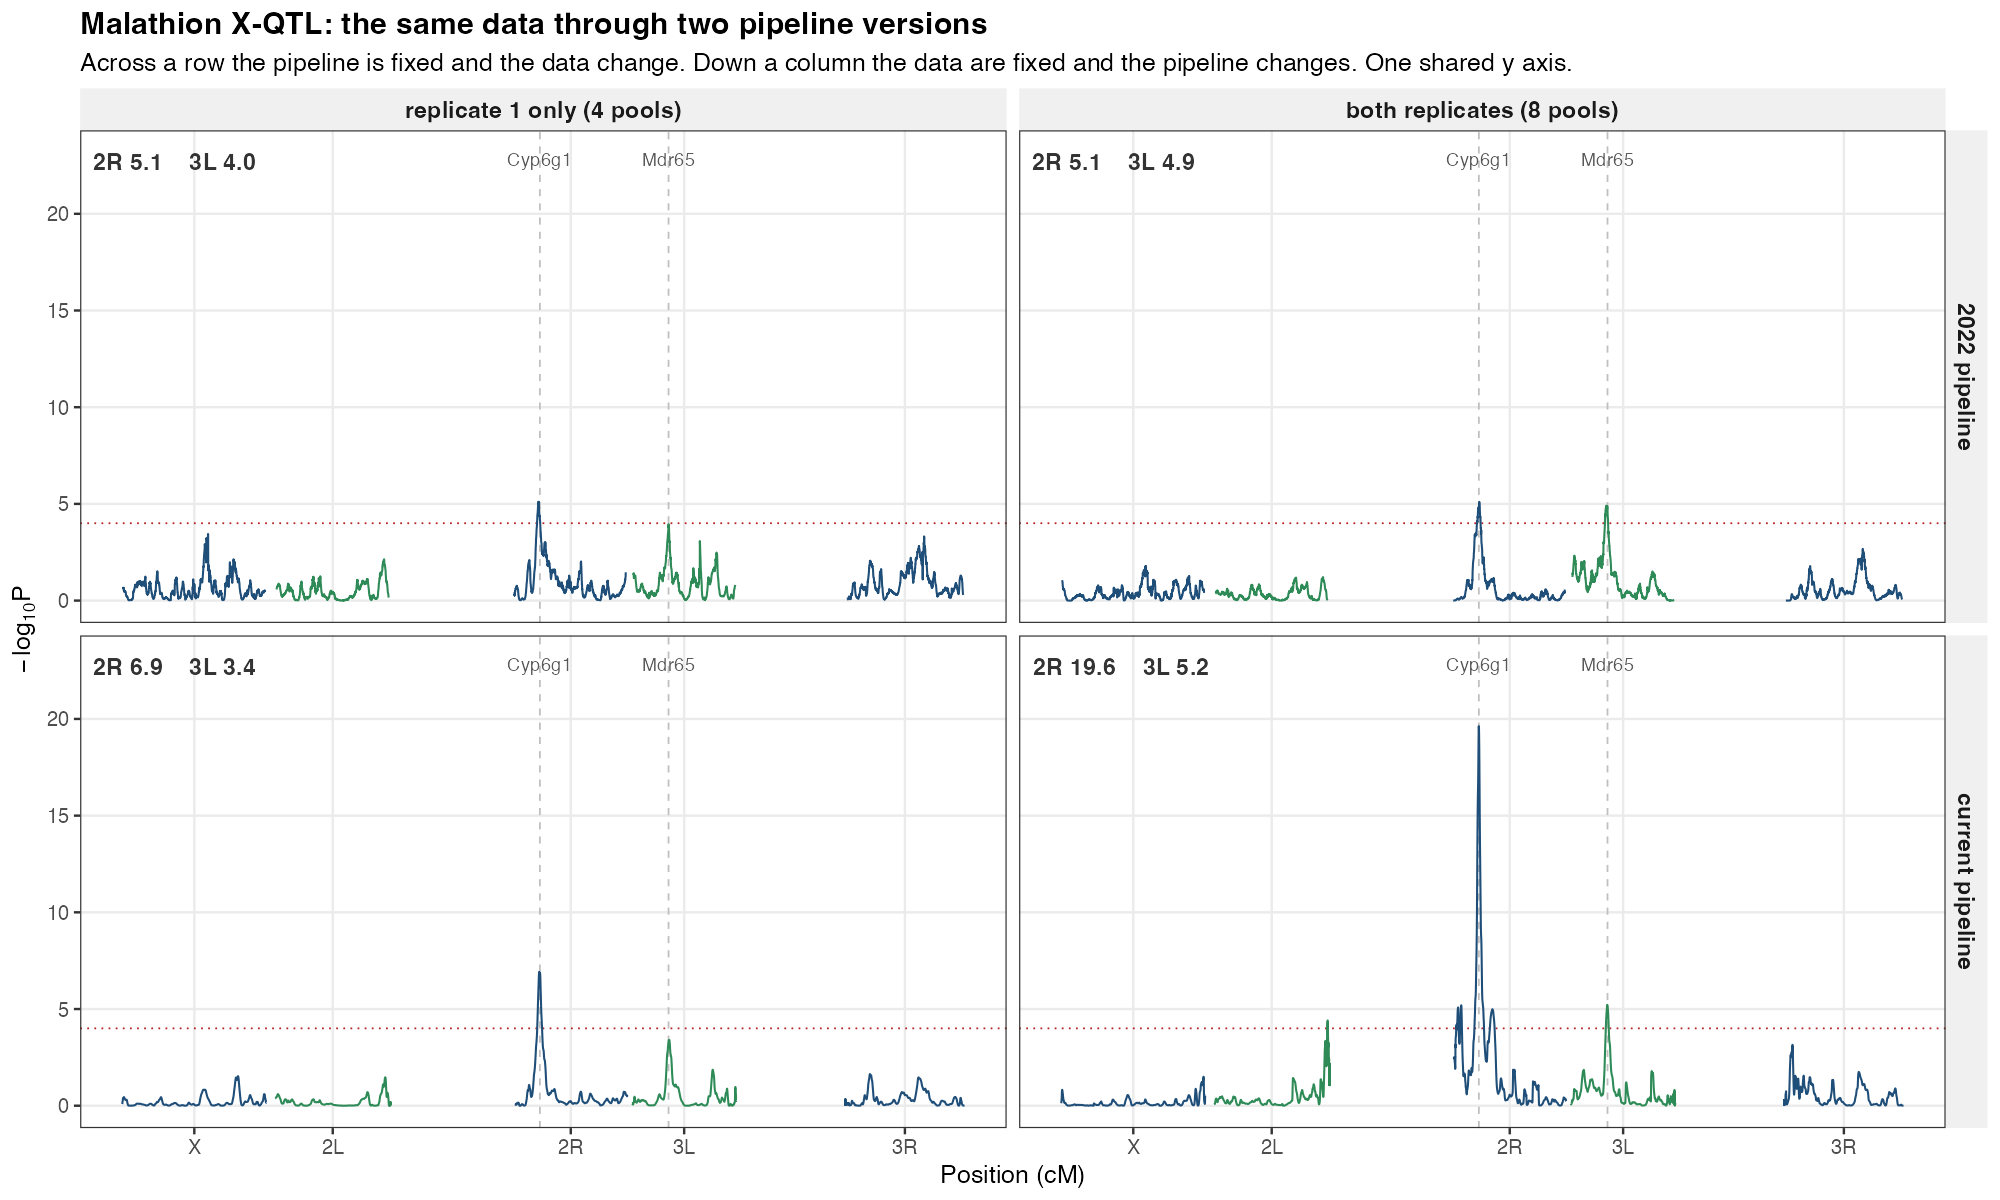 Malathion X-QTL: the same data through two pipeline versions
Across a row the pipeline is fixed and the data change. Down a column the data are fixed and the pipeline changes. One shared y axis.
replicate 1 only (4 pools)
both replicates (8 pools)
2R 5.1 3L 4.0
Cyp6g1
Mdr65
2R 5.1 3L 4.9
Cyp6g1
Mdr65
2022 pipeline
20
15
10
5
0
2R 6.9 3L 3.4
Cyp6g1
Mdr65
2R 19.6 3L 5.2
Cyp6g1
Mdr65
current pipeline
20
15
10
5
0
−log₁₀P
X 2L 2R 3L 3R
X 2L 2R 3L 3R
Position (cM)